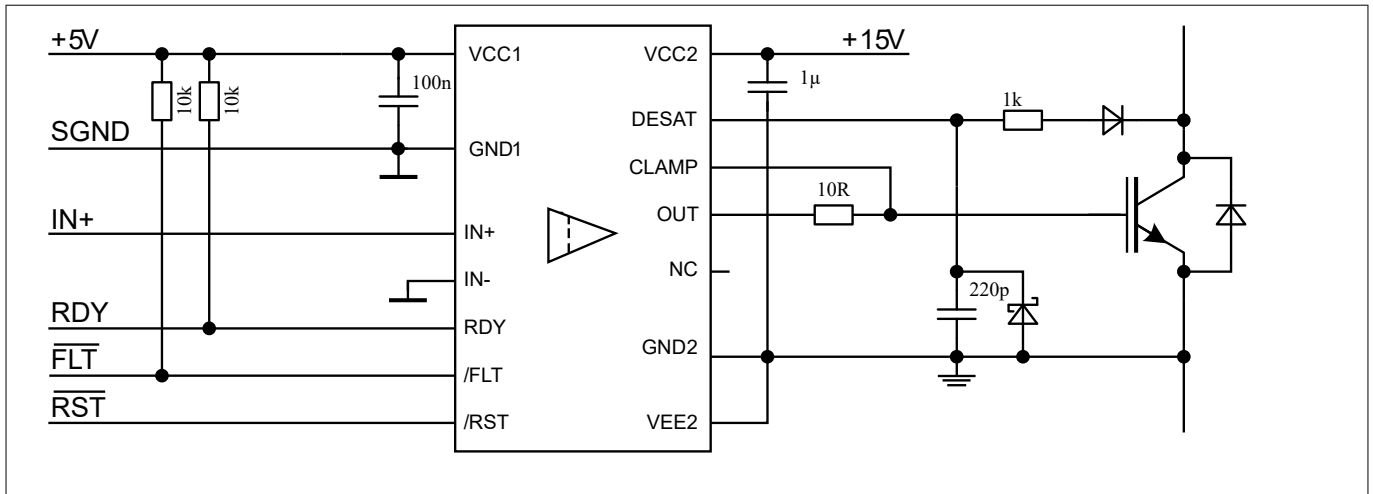 +5V
VCC1
VCC2
+15V
10k
10k
100n
1µ
SGND
GND1
DESAT
1k
CLAMP
10R
OUT
IN+
IN+
IN-
NC
220p
RDY
RDY
GND2
FLT
/FLT
RST
/RST
VEE2